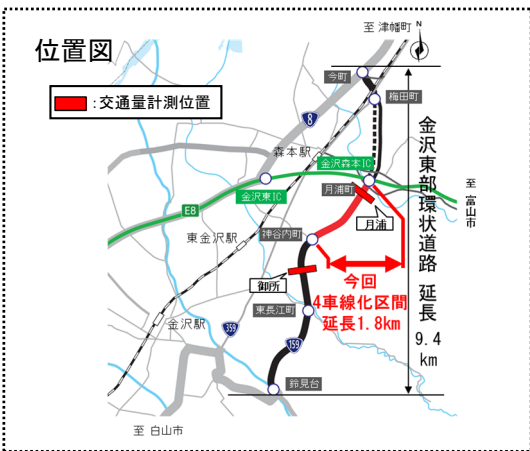 位置図
:交通量計測位置
至 津幡町
N
今町
梅田町
8
森本駅
金沢森本IC
金沢東IC
月浦町
E8
至 富山市
月浦
東金沢駅
神谷内町
御所
今回
4車線化区間
延長1.8km
金沢東部環状道路 延長
9.4
km
東長江町
金沢駅
359
159
鈴見台
至 白山市